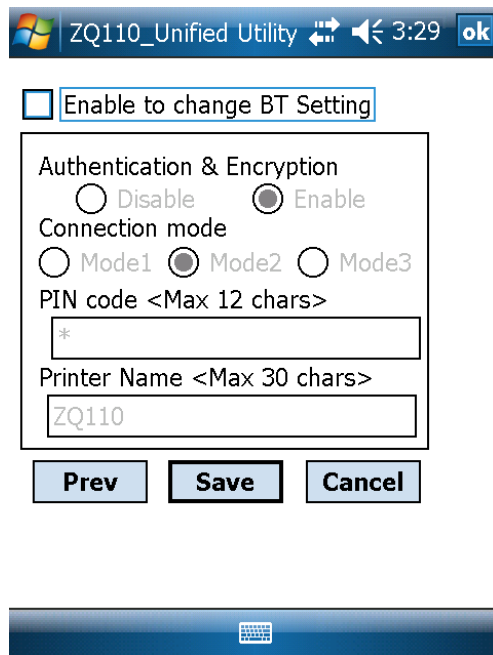 ZQ110_Unified Utility 3:29 ok
Enable to change BT Setting
Authentication & Encryption
Disable Enable
Connection mode
Mode1 Mode2 Mode3
PIN code <Max 12 chars>
*
Printer Name <Max 30 chars>
ZQ110
Prev Save Cancel